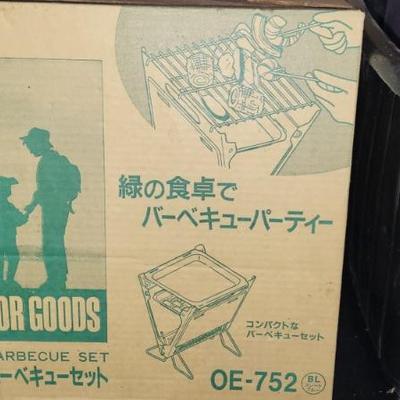 緑の食卓で
バーベキューパーティー
OR GOODS
ARBECUE SET
ーベキューセット
コンパクトな
バーベキューセット
OE-752
BL